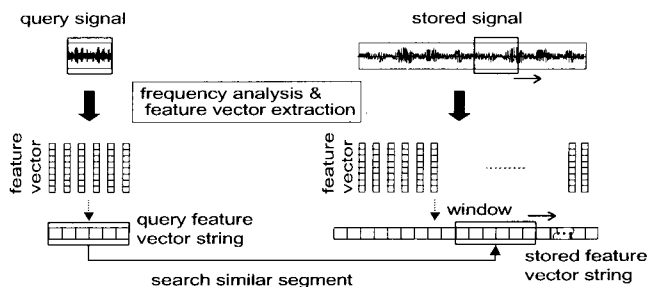 query signal
stored signal
frequency analysis &
feature vector extraction
feature
vector
feature
vector
query feature
vector string
window
stored feature
vector string
search similar segment